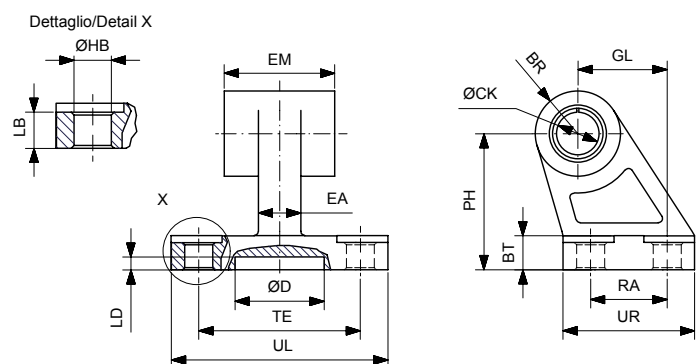 Dettaglio/Detail X
ØHB
LB
EM
X
EA
ØD
LD
TE
UL
BR
GL
ØCK
PH
BT
RA
UR